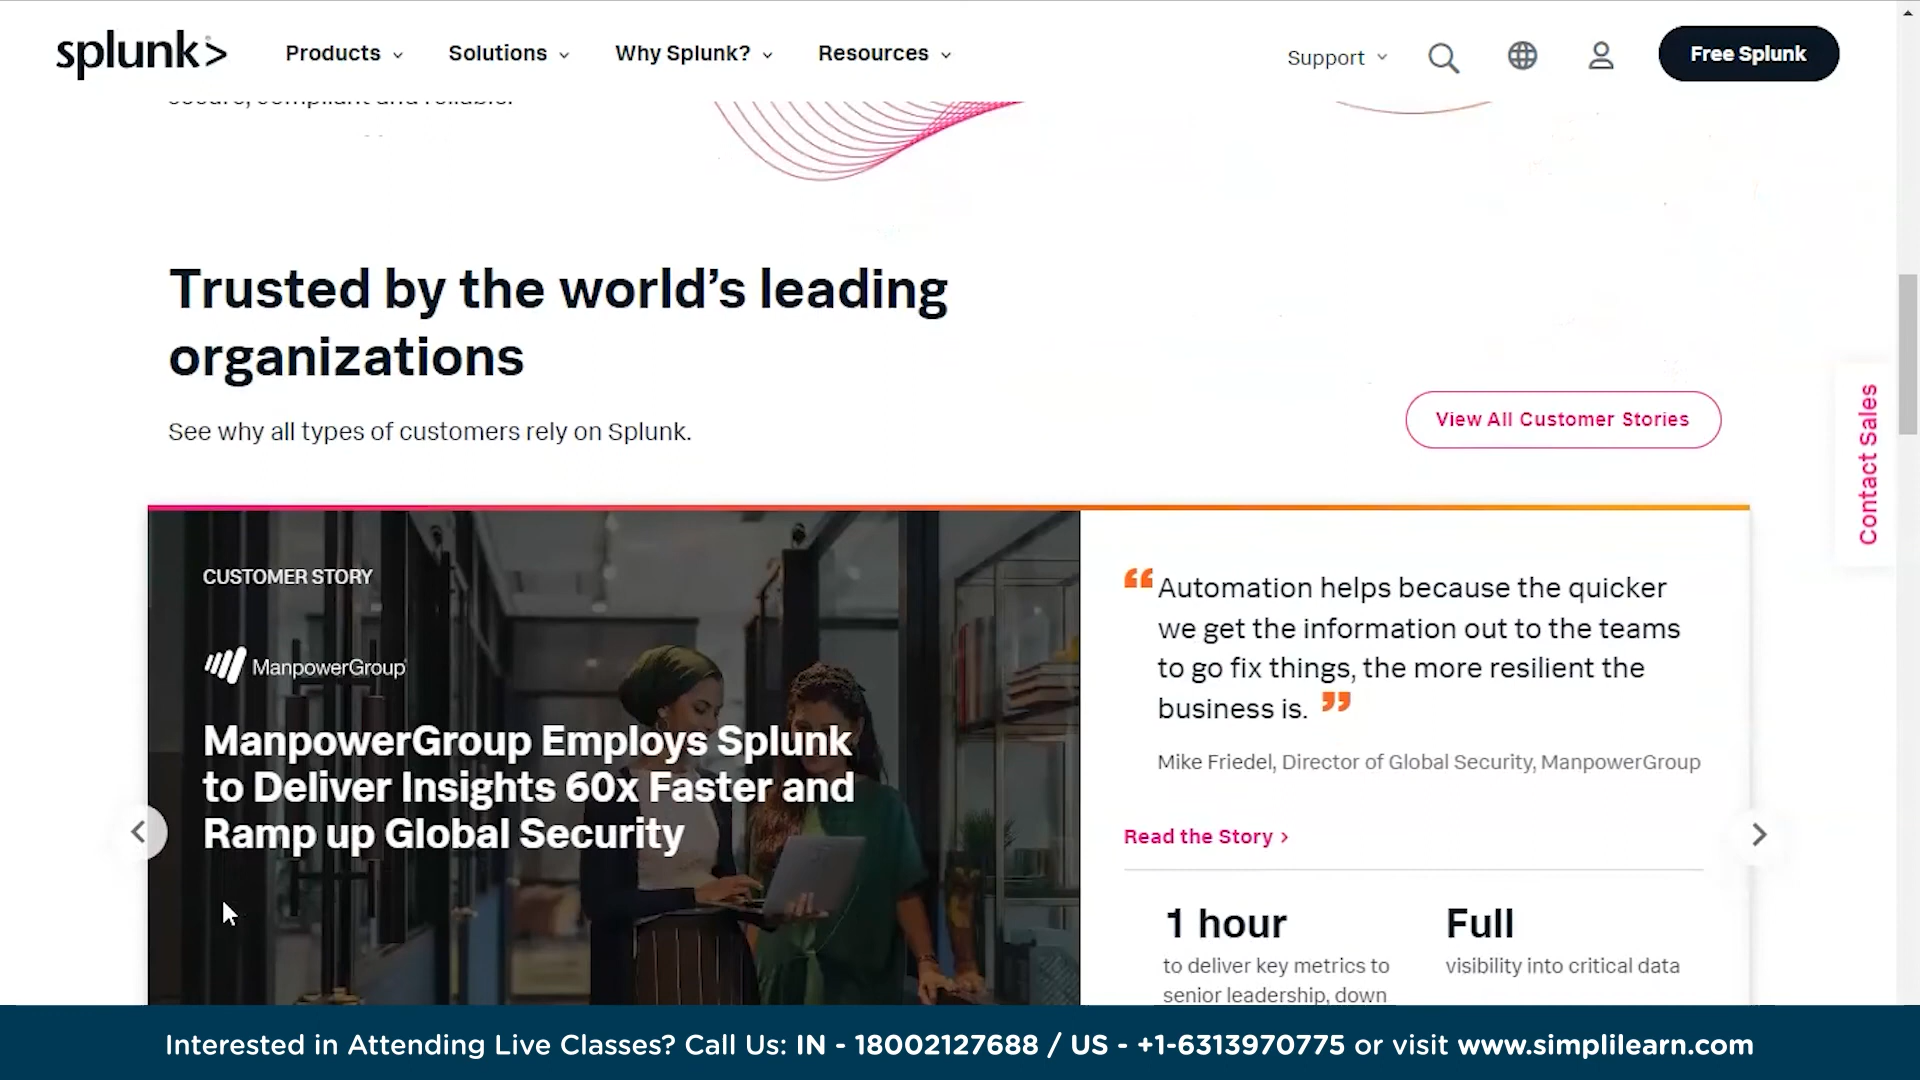 splunk>
Products
Solutions
Why Splunk?
Resources
Support
Free Splunk
Trusted by the world's leading
organizations
See why all types of customers rely on Splunk.
View All Customer Stories
Contact Sales
CUSTOMER STORY
ManpowerGroup
ManpowerGroup Employs Splunk
to Deliver Insights 60x Faster and
Ramp up Global Security
“Automation helps because the quicker
we get the information out to the teams
to go fix things, the more resilient the
business is.”
Mike Friedel, Director of Global Security, ManpowerGroup
Read the Story >
1 hour
to deliver key metrics to
senior leadership, down
Full
visibility into critical data
Interested in Attending Live Classes? Call Us: IN - 18002127688 / US - +1-6313970775 or visit www.simplilearn.com